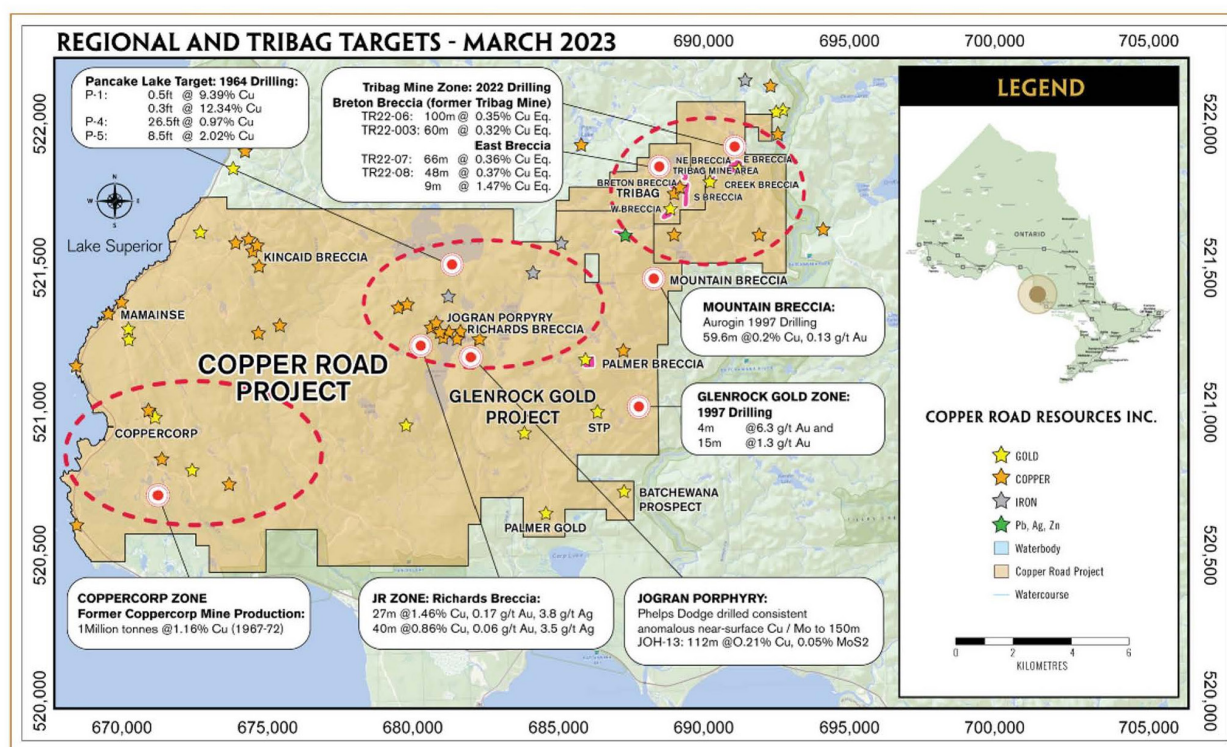 REGIONAL AND TRIBAG TARGETS - MARCH 2023
690,000
695,000
700,000
705,000
Pancake Lake Target: 1964 Drilling:
P-1: 0.5ft @ 9.39% Cu
0.3ft @ 12.34% Cu
P-4: 26.5ft @ 0.97% Cu
P-5: 8.5ft @ 2.02% Cu
Tribag Mine Zone: 2022 Drilling
Breton Breccia (former Tribag Mine)
TR22-06: 100m @ 0.35% Cu Eq.
TR22-003: 60m @ 0.32% Cu Eq.
East Breccia
TR22-07: 66m @ 0.36% Cu Eq.
TR22-08: 48m @ 0.37% Cu Eq.
9m @ 1.47% Cu Eq.
522,000
521,500
521,000
520,500
520,000
N
W
E
S
Lake Superior
NE BRECCIA
E BRECCIA
TRIBAG MINE AREA
BRETON BRECCIA
CREEK BRECCIA
TRIBAG
S BRECCIA
W BRECCIA
KINCAID BRECCIA
MAMAINSE
MOUNTAIN BRECCIA
JOGRAN PORPYRY
RICHARDS BRECCIA
COPPER ROAD
PROJECT
PALMER BRECCIA
GLENROCK GOLD
PROJECT
STP
COPPERCORP
BATCHEWANA
PROSPECT
PALMER GOLD
MOUNTAIN BRECCIA:
Aurogin 1997 Drilling
59.6m @0.2% Cu, 0.13 g/t Au
GLENROCK GOLD ZONE:
1997 Drilling
4m @6.3 g/t Au and
15m @1.3 g/t Au
COPPERCORP ZONE
Former Coppercorp Mine Production:
1Million tonnes @1.16% Cu (1967-72)
JR ZONE: Richards Breccia:
27m @1.46% Cu, 0.17 g/t Au, 3.8 g/t Ag
40m @0.86% Cu, 0.06 g/t Au, 3.5 g/t Ag
JOGRAN PORPHYRY:
Phelps Dodge drilled consistent
anomalous near-surface Cu / Mo to 150m
JOH-13: 112m @O.21% Cu, 0.05% MoS2
LEGEND
ONTARIO
COPPER ROAD RESOURCES INC.
GOLD
COPPER
IRON
Pb, Ag, Zn
Waterbody
Copper Road Project
Watercourse
0 2 4 6
KILOMETRES
522,000
521,500
521,000
520,500
520,000
670,000
675,000
680,000
685,000
690,000
695,000
700,000
705,000